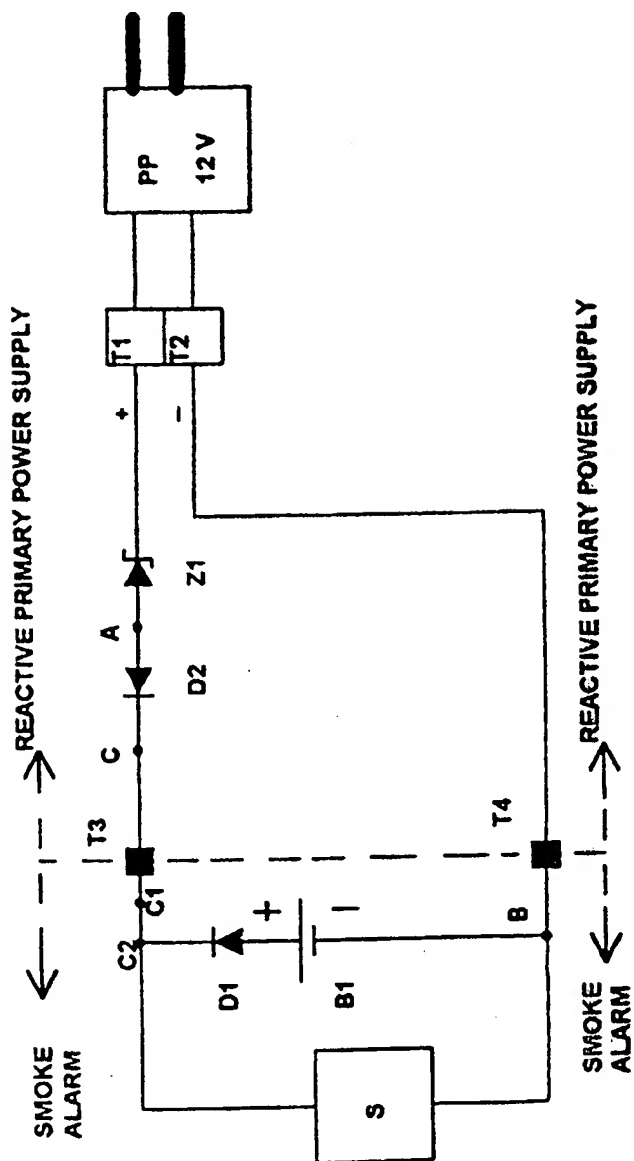 REACTIVE PRIMARY POWER SUPPLY
SMOKE
ALARM
PP
12 V
T1
T2
+
−
Z1
A
D2
C
T3
C1
C2
D1
+
B1
−
B
T4
S
REACTIVE PRIMARY POWER SUPPLY
SMOKE
ALARM